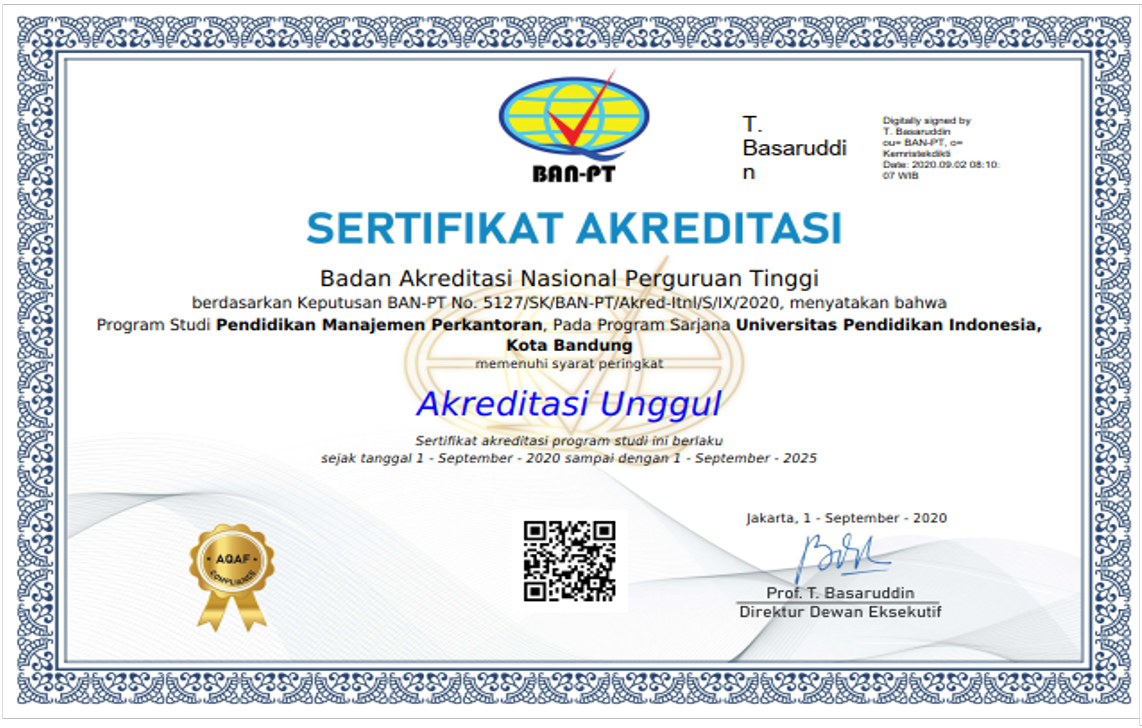 BAN-PT
T.
Basaruddi
n
Digitally signed by
T. Basaruddin
ou= BAN-PT, o=
Kemristekdikti
Date: 2020.09.02 08:10:
07 WIB
SERTIFIKAT AKREDITASI
Badan Akreditasi Nasional Perguruan Tinggi
berdasarkan Keputusan BAN-PT No. 5127/SK/BAN-PT/Akred-Itnl/S/IX/2020, menyatakan bahwa
Program Studi Pendidikan Manajemen Perkantoran, Pada Program Sarjana Universitas Pendidikan Indonesia,
Kota Bandung
memenuhi syarat peringkat
Akreditasi Unggul
Sertifikat akreditasi program studi ini berlaku
sejak tanggal 1 - September - 2020 sampai dengan 1 - September - 2025
AQAF
COMPLIANCE
Jakarta, 1 - September - 2020
Prof. T. Basaruddin
Direktur Dewan Eksekutif